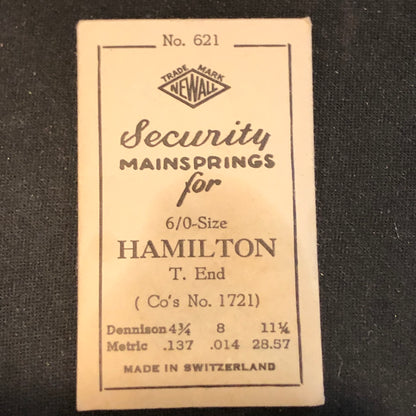 No. 621
TRADE MARK
NEWALL
Security
MAINSPRINGS
for
6/0-Size
HAMILTON
T. End
( Co's No. 1721)
Dennison 4¾ 8 11¼
Metric .137 .014 28.57
MADE IN SWITZERLAND